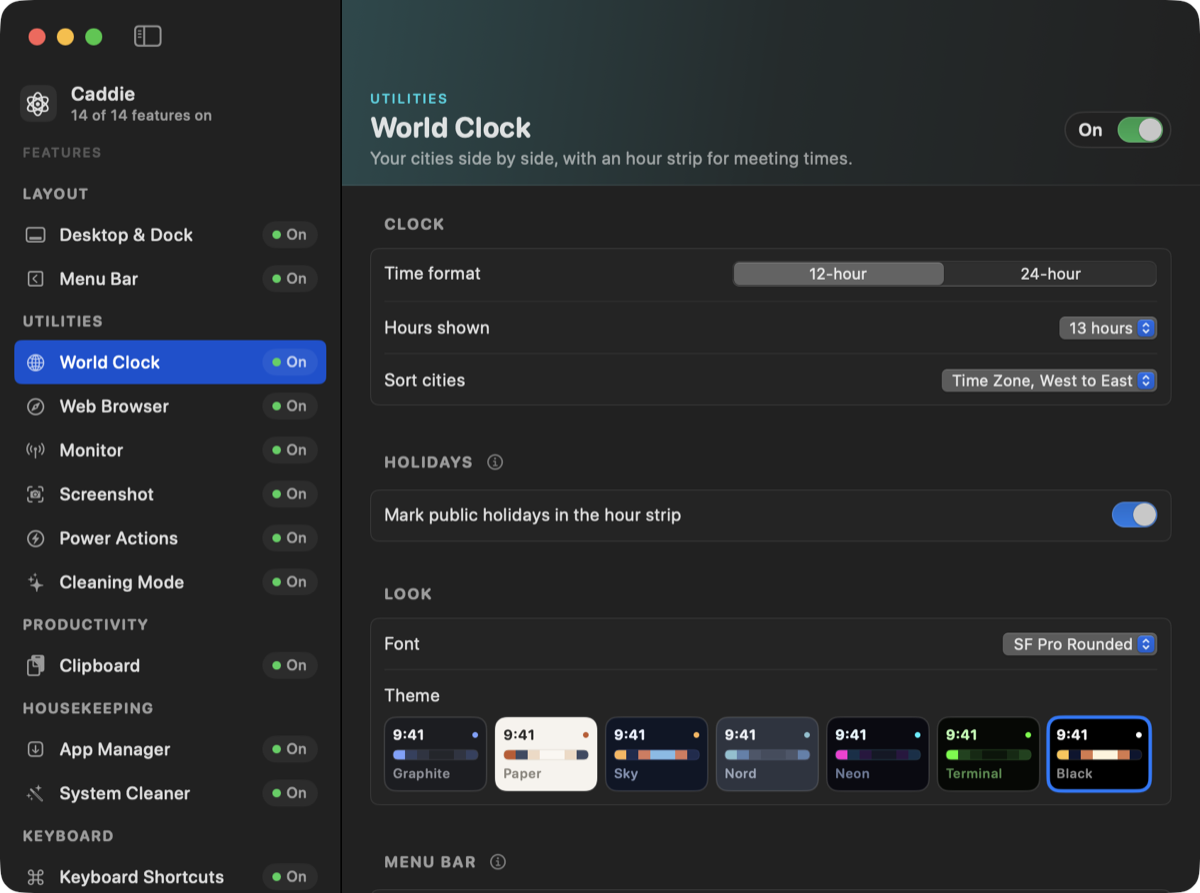 Caddie
14 of 14 features on
FEATURES
LAYOUT
Desktop & Dock On
Menu Bar On
UTILITIES
World Clock On
Web Browser On
Monitor On
Screenshot On
Power Actions On
Cleaning Mode On
PRODUCTIVITY
Clipboard On
HOUSEKEEPING
App Manager On
System Cleaner On
KEYBOARD
Keyboard Shortcuts On
UTILITIES
World Clock
Your cities side by side, with an hour strip for meeting times.
On
CLOCK
Time format 12-hour 24-hour
Hours shown 13 hours
Sort cities Time Zone, West to East
HOLIDAYS
Mark public holidays in the hour strip
LOOK
Font SF Pro Rounded
Theme
9:41 9:41 9:41 9:41 9:41 9:41 9:41
Graphite Paper Sky Nord Neon Terminal Black
MENU BAR